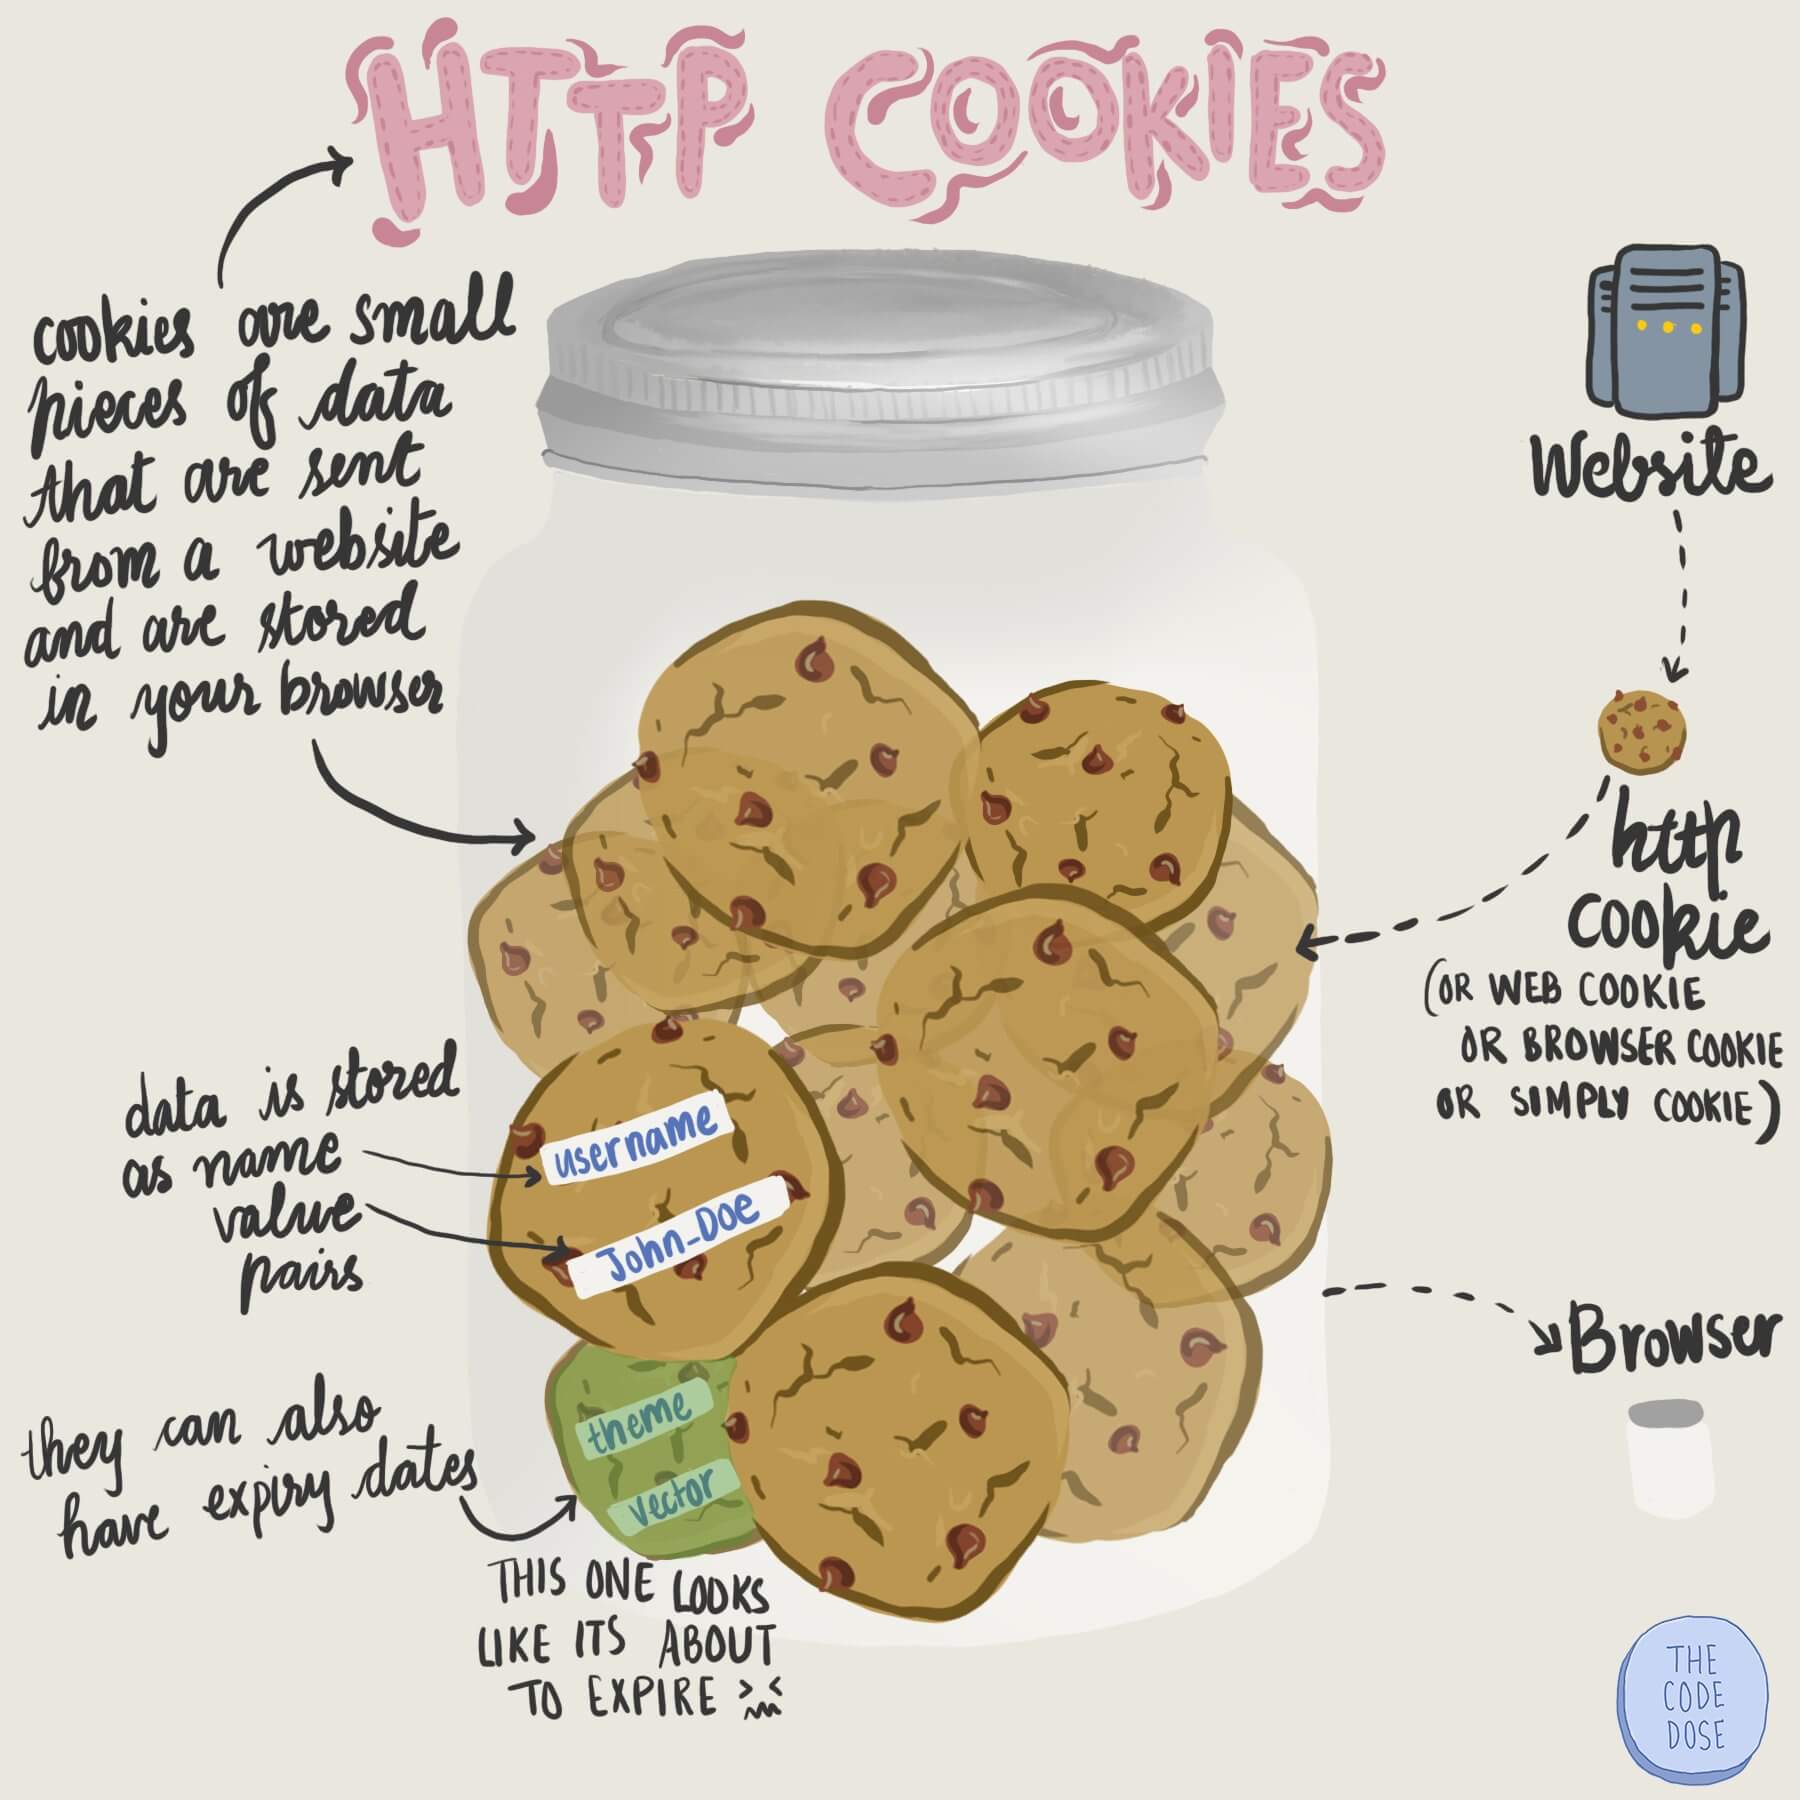 HTTP COOKIES
cookies are small
pieces of data
that are sent
from a website
and are stored
in your browser
Website
http
cookie
(OR WEB COOKIE
OR BROWSER COOKIE
OR SIMPLY COOKIE)
data is stored
as name
value
pairs
username
John_Doe
Browser
they can also
have expiry dates
theme
vector
THIS ONE LOOKS
LIKE ITS ABOUT
TO EXPIRE
THE
CODE
DOSE